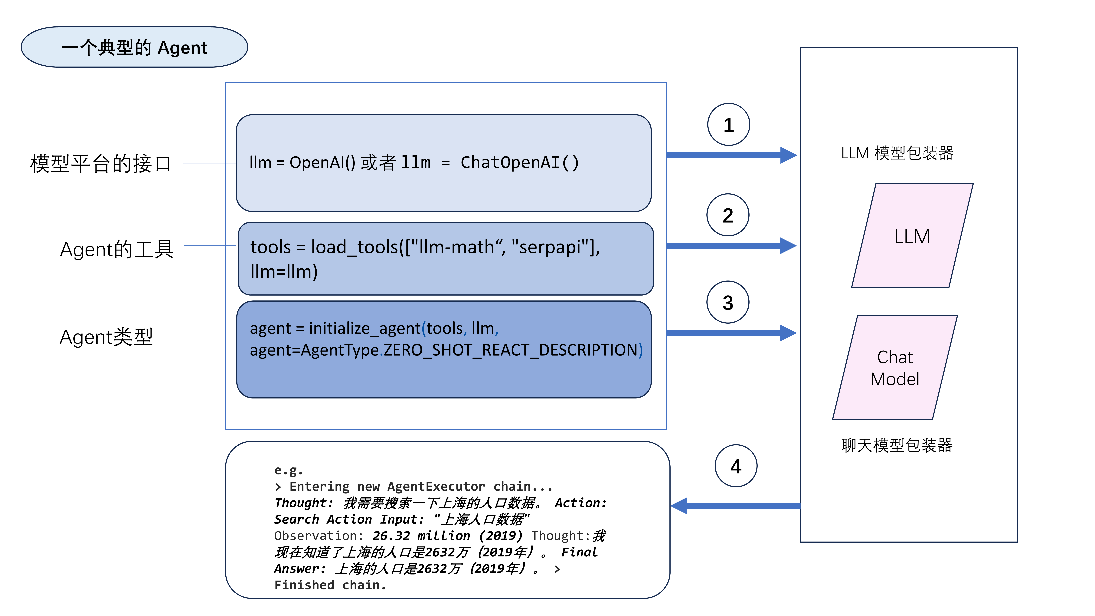 一个典型的 Agent
模型平台的接口
llm = OpenAI() 或者 llm = ChatOpenAI()
1
Agent的工具
tools = load_tools(["llm-math“, "serpapi"],
llm=llm)
2
Agent类型
agent = initialize_agent(tools, llm,
agent=AgentType.ZERO_SHOT_REACT_DESCRIPTION)
3
LLM 模型包装器
LLM
Chat
Model
聊天模型包装器
4
e.g.
> Entering new AgentExecutor chain...
Thought: 我需要搜索一下上海的人口数据。 Action:
Search Action Input: "上海人口数据"
Observation: 26.32 million (2019) Thought:我
现在知道了上海的人口是2632万（2019年）。 Final
Answer: 上海的人口是2632万（2019年）。 >
Finished chain.